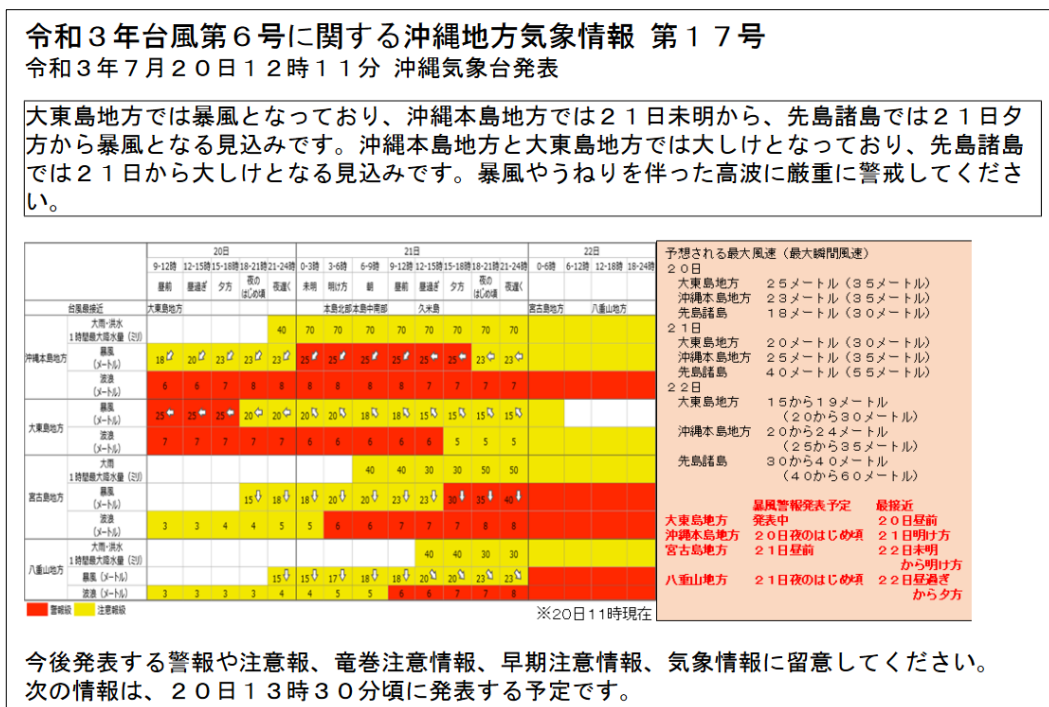 令和３年台風第６号に関する沖縄地方気象情報 第１７号
令和３年７月２０日１２時１１分 沖縄気象台発表
大東島地方では暴風となっており、沖縄本島地方では２１日未明から、先島諸島では２１日夕
方から暴風となる見込みです。沖縄本島地方と大東島地方では大しけとなっており、先島諸島
では２１日から大しけとなる見込みです。暴風やうねりを伴った高波に厳重に警戒してくださ
い。
20日 21日 22日
9-12時 12-15時 15-18時 18-21時 21-24時 0-3時 3-6時 6-9時 9-12時 12-15時 15-18時 18-21時 21-24時 0-6時 6-12時 12-18時 18-24時
昼前 昼過ぎ 夕方 夜のはじめ頃 夜遅く 未明 明け方 朝 昼前 昼過ぎ 夕方 夜のはじめ頃 夜遅く
台風最接近 大東島地方 本島北部 本島中南部 久米島 宮古島地方 八重山地方
沖縄本島地方
大雨・洪水
1時間最大降水量（ミリ） 40 70 70 70 70 70 70 70 70
暴風
（メートル） 18 20 23 23 23 25 25 25 25 25 25 23 23
波浪
（メートル） 6 6 7 8 8 8 8 8 8 7 7 7 7
大東島地方
暴風
（メートル） 25 25 25 20 20 20 20 18 18 15 15 15 15
波浪
（メートル） 7 7 7 7 7 6 6 6 6 6 5 5 5
宮古島地方
大雨
1時間最大降水量（ミリ） 40 40 30 30 50 50
暴風
（メートル） 15 18 18 20 20 23 23 30 35 40
波浪
（メートル） 3 3 4 4 5 5 6 6 7 7 7 8 8
八重山地方
大雨・洪水
1時間最大降水量（ミリ） 40 40 30 30
暴風（メートル） 15 15 17 18 18 20 20 23 23
波浪（メートル） 3 3 3 3 4 4 5 5 6 6 7 7 8
警報級 注意報級
※20日11時現在
予想される最大風速（最大瞬間風速）
２０日
大東島地方 ２５メートル（３５メートル）
沖縄本島地方 ２３メートル（３５メートル）
先島諸島 １８メートル（３０メートル）
２１日
大東島地方 ２０メートル（３０メートル）
沖縄本島地方 ２５メートル（３５メートル）
先島諸島 ４０メートル（５５メートル）
２２日
大東島地方 １５から１９メートル
（２０から３０メートル）
沖縄本島地方 ２０から２４メートル
（２５から３５メートル）
先島諸島 ３０から４０メートル
（４０から６０メートル）
暴風警報発表予定 最接近
大東島地方 発表中 ２０日昼前
沖縄本島地方 ２０日夜のはじめ頃 ２１日明け方
宮古島地方 ２１日昼前 ２２日未明
から明け方
八重山地方 ２１日夜のはじめ頃 ２２日昼過ぎ
から夕方
今後発表する警報や注意報、竜巻注意情報、早期注意情報、気象情報に留意してください。
次の情報は、２０日１３時３０分頃に発表する予定です。